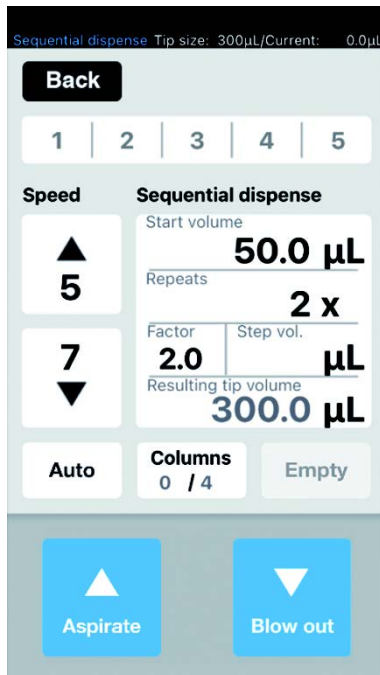 Sequential dispense Tip size: 300µL/Current: 0.0µL
Back
1 2 3 4 5
Speed
5
7
Sequential dispense
Start volume
50.0 µL
Repeats
2 x
Factor Step vol.
2.0 µL
Resulting tip volume
300.0 µL
Auto
Columns
0 / 4
Empty
Aspirate
Blow out